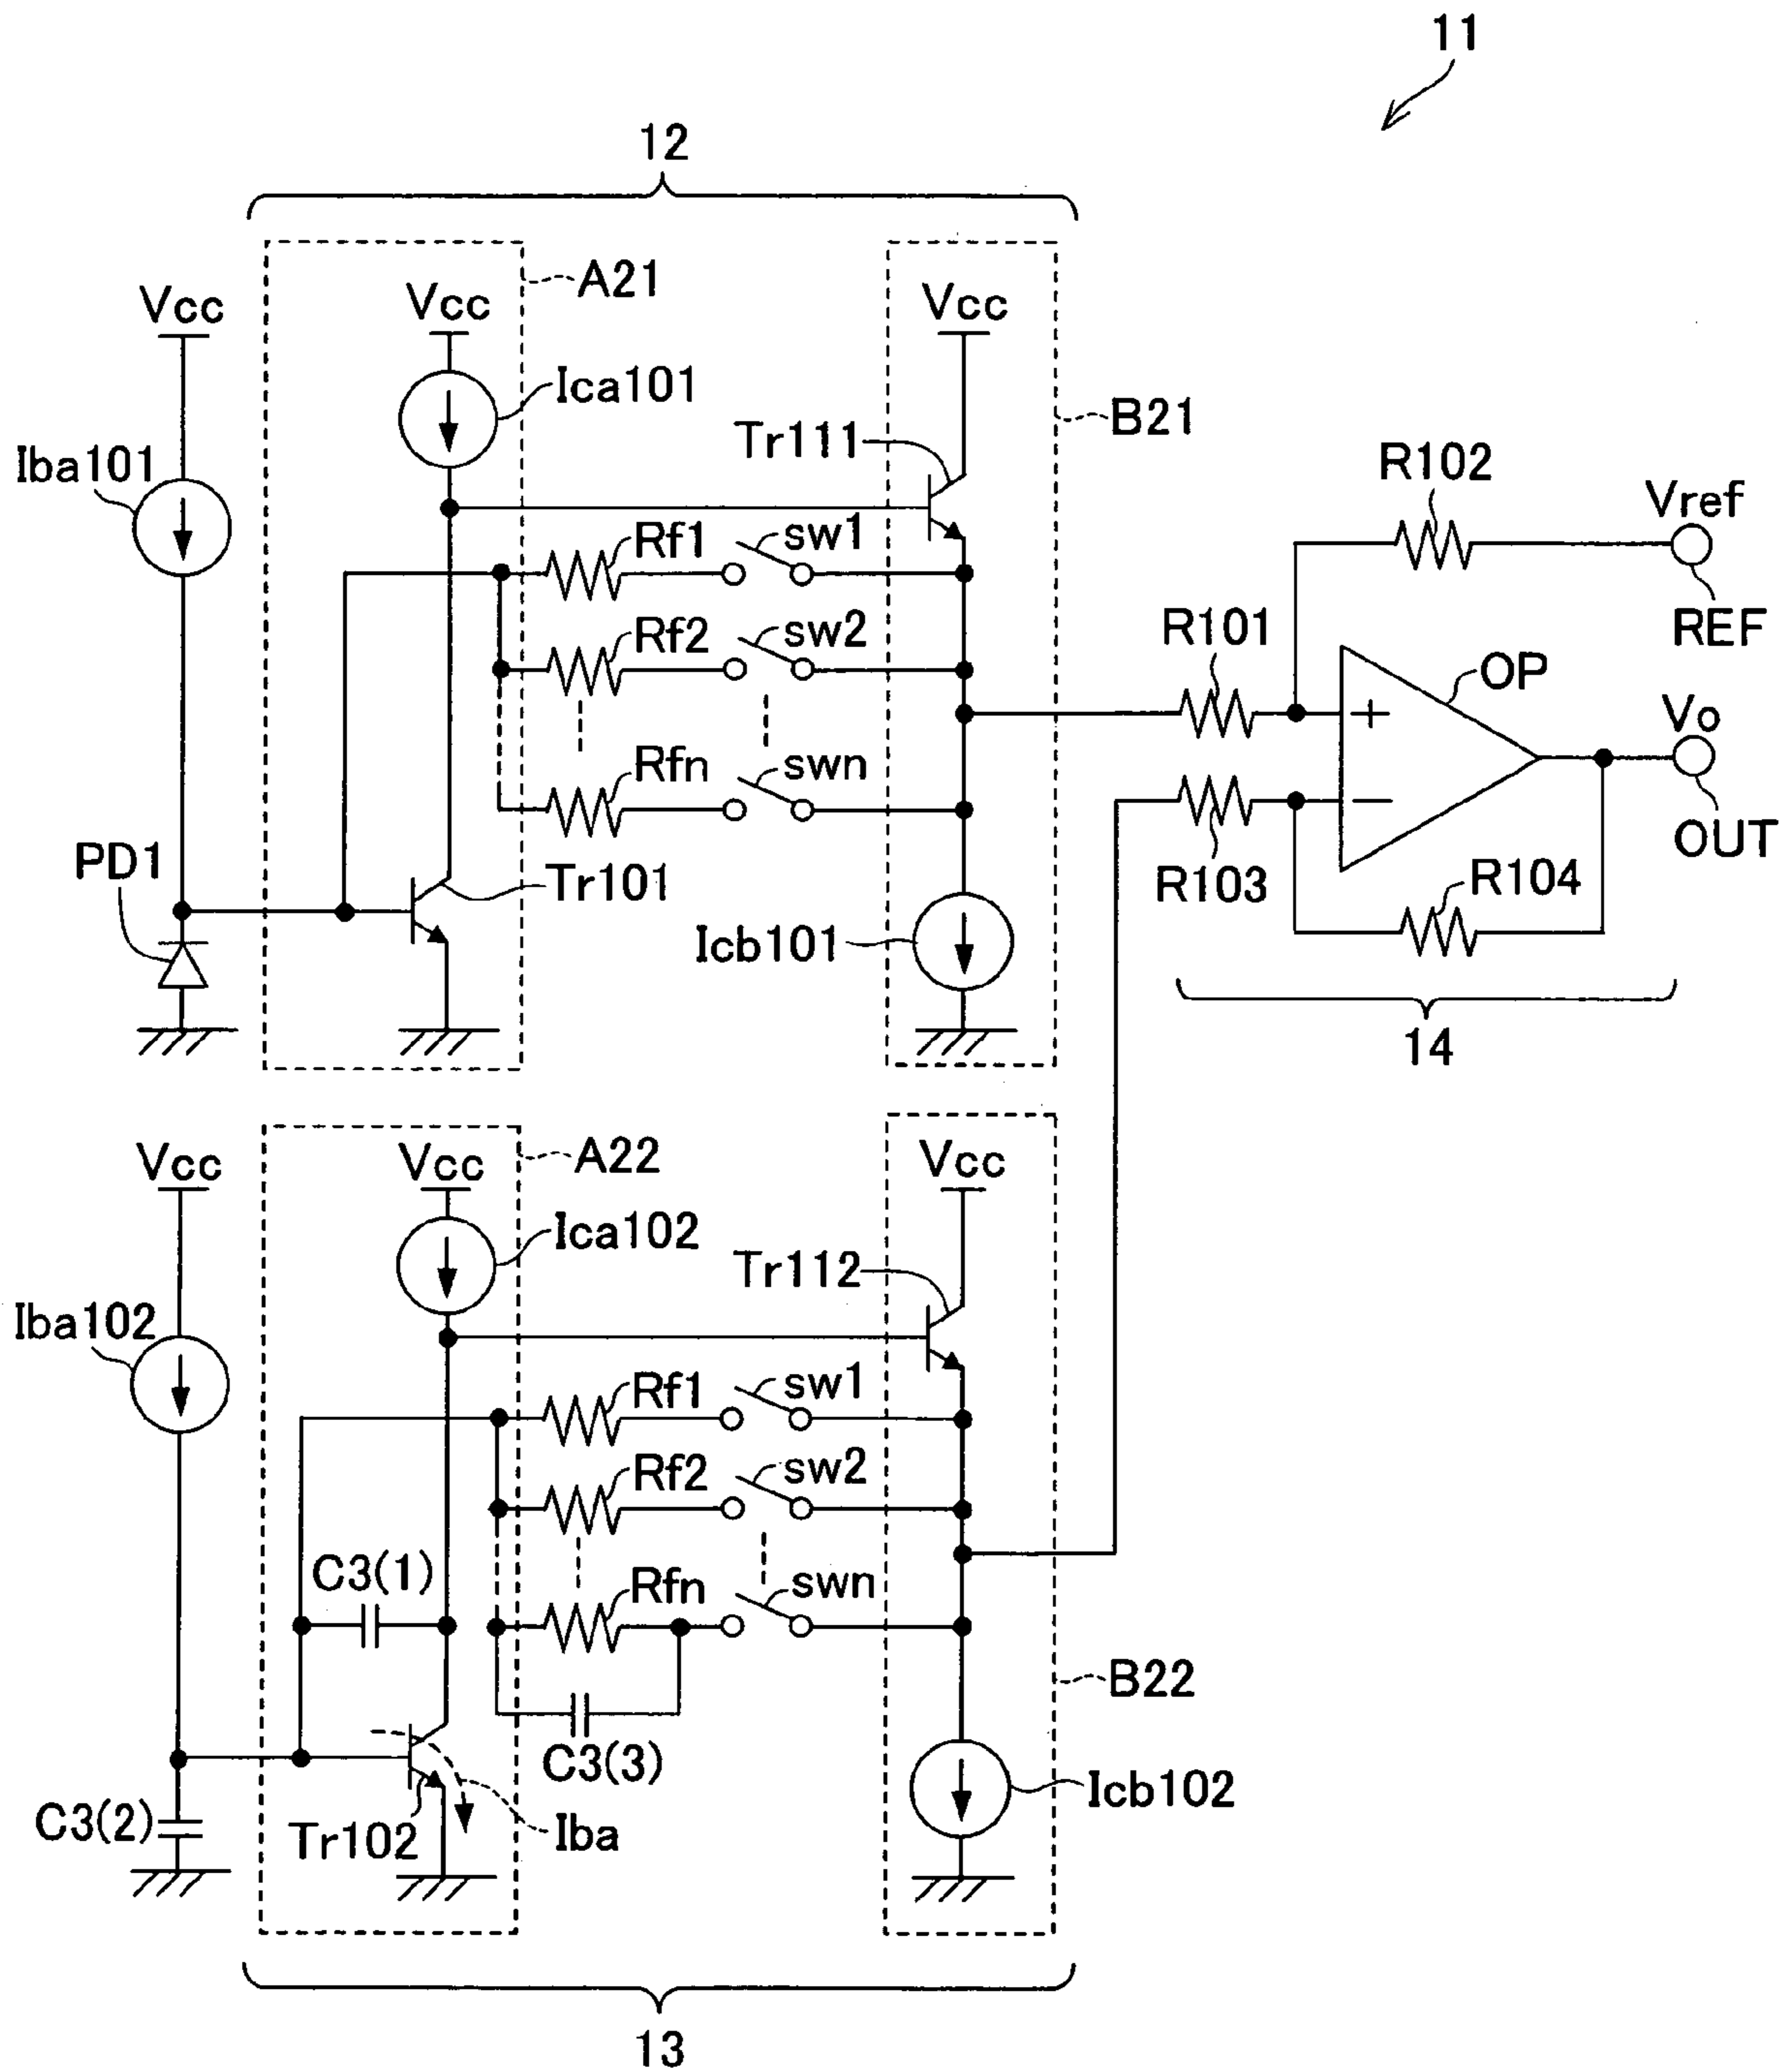 11
12
A21
Vcc
Vcc
Vcc
Ica101
B21
Tr111
Iba101
R102
Vref
Rf1
sw1
REF
R101
Rf2
sw2
OP
Vo
Rfn
swn
OUT
PD1
Tr101
R103
R104
Icb101
14
A22
Vcc
Vcc
Vcc
Ica102
Tr112
Iba102
Rf1
sw1
Rf2
sw2
C3(1)
Rfn
swn
B22
C3(3)
Icb102
C3(2)
Tr102
Iba
13
+
−